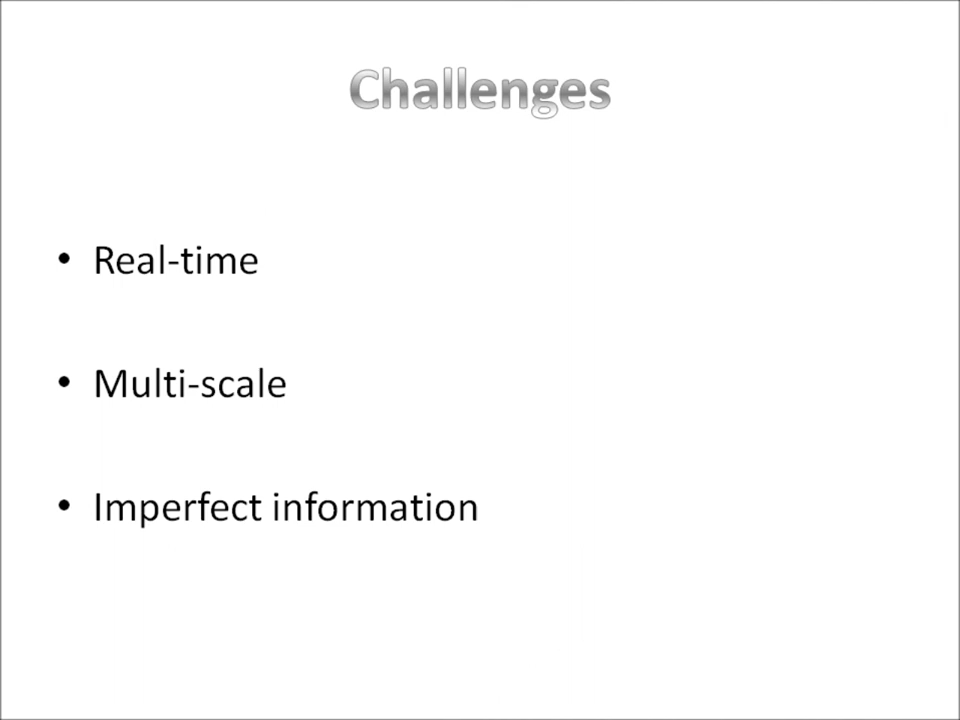 Challenges
• Real-time
• Multi-scale
• Imperfect information